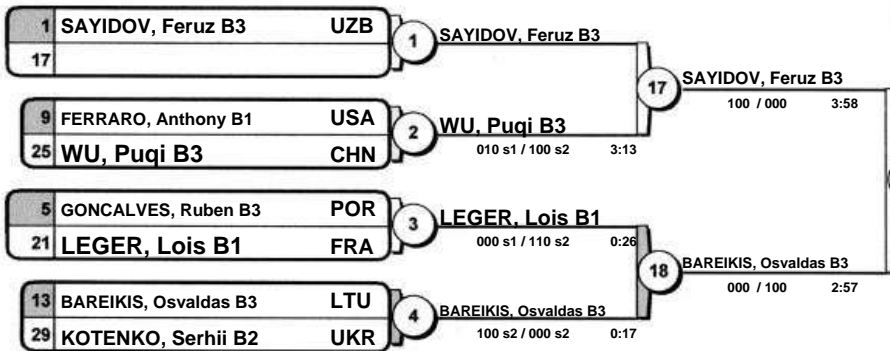 1 SAYIDOV, Feruz B3 UZB
17
1 SAYIDOV, Feruz B3
9 FERRARO, Anthony B1 USA
25 WU, Puqi B3 CHN
2 WU, Puqi B3
010 s1 / 100 s2 3:13
17 SAYIDOV, Feruz B3
100 / 000 3:58
5 GONCALVES, Ruben B3 POR
21 LEGER, Lois B1 FRA
3 LEGER, Lois B1
000 s1 / 110 s2 0:26
13 BAREIKIS, Osvaldas B3 LTU
29 KOTENKO, Serhii B2 UKR
4 BAREIKIS, Osvaldas B3
100 s2 / 000 s2 0:17
18 BAREIKIS, Osvaldas B3
000 / 100 2:57